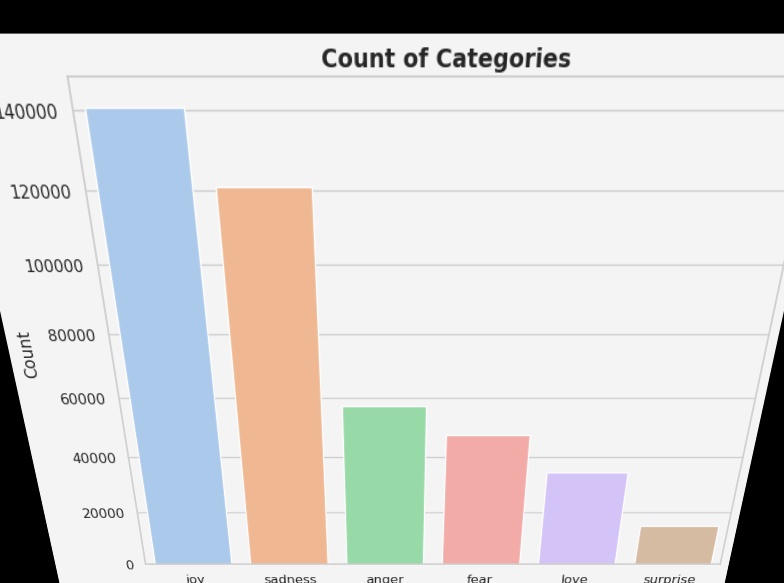 Count of Categories
140000
120000
100000
80000
60000
40000
20000
0
Count
joy
sadness
anger
fear
love
surprise